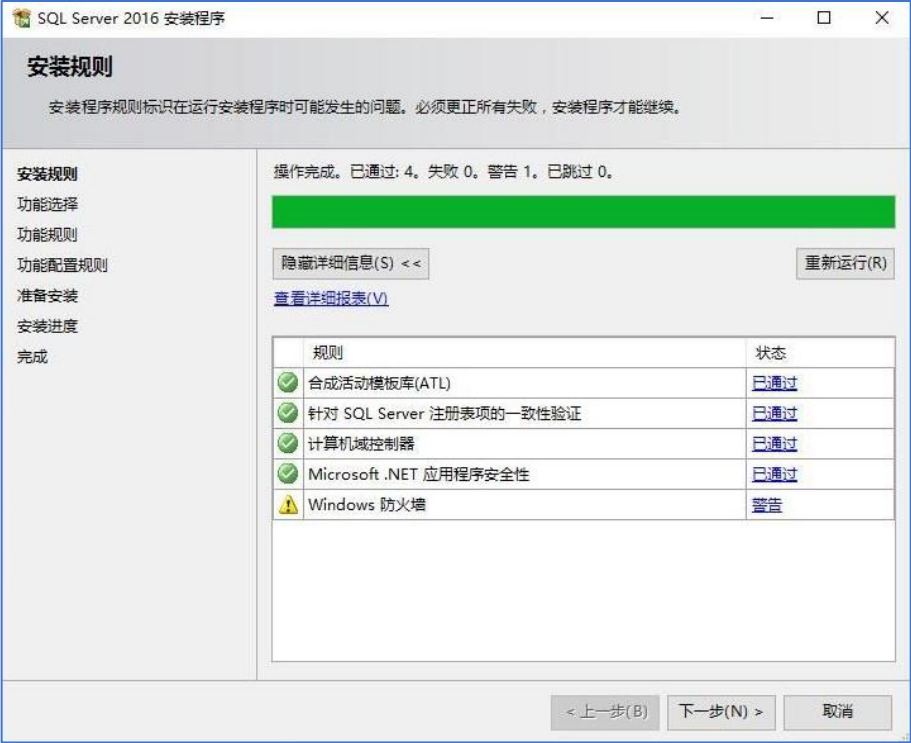 SQL Server 2016 安装程序
安装规则
安装程序规则标识在运行安装程序时可能发生的问题。必须更正所有失败，安装程序才能继续。
安装规则
功能选择
功能规则
功能配置规则
准备安装
安装进度
完成
操作完成。已通过: 4。失败 0。警告 1。已跳过 0。
隐藏详细信息(S) <<
重新运行(R)
查看详细报表(V)
规则 状态
合成活动模板库(ATL) 已通过
针对 SQL Server 注册表项的一致性验证 已通过
计算机域控制器 已通过
Microsoft .NET 应用程序安全性 已通过
Windows 防火墙 警告
< 上一步(B) 下一步(N) > 取消